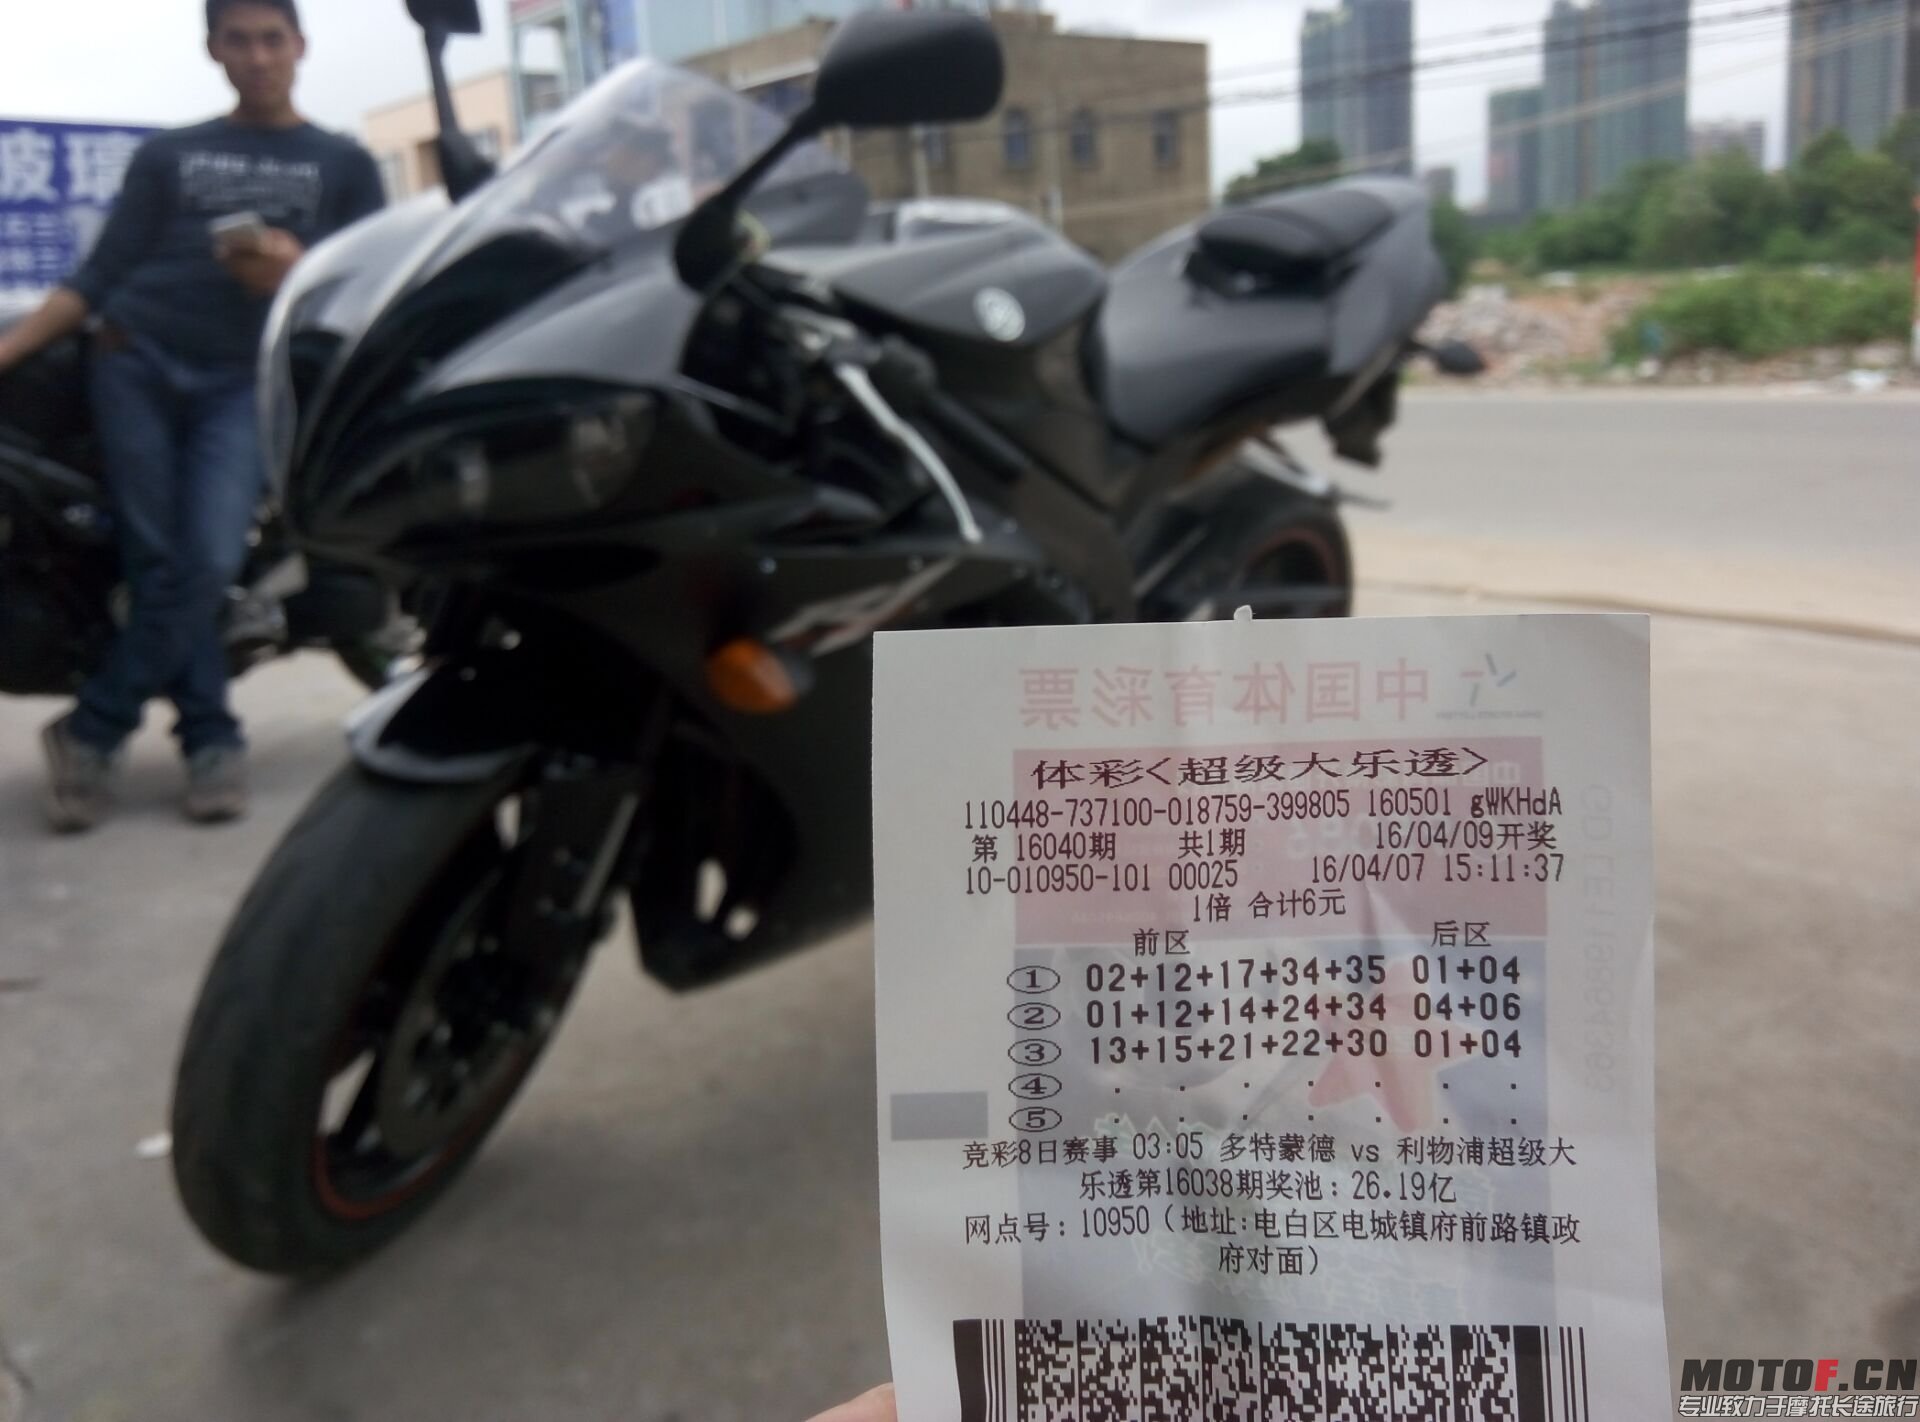 玻璃
中国体育彩票
体彩<超级大乐透>
110448-737100-018759-399805 160501 gWKHdA
第 16040期 共1期 16/04/09开奖
10-010950-101 00025 16/04/07 15:11:37
1倍 合计6元
前区 后区
① 02+12+17+34+35 01+04
② 01+12+14+24+34 04+06
③ 13+15+21+22+30 01+04
④ . . . . . . .
⑤ . . . . . . .
竞彩8日赛事 03:05 多特蒙德 vs 利物浦超级大
乐透第16038期奖池: 26.19亿
网点号: 10950(地址:电白区电城镇府前路镇政
府对面)
MOTOF.CN
专业致力于摩托长途旅行